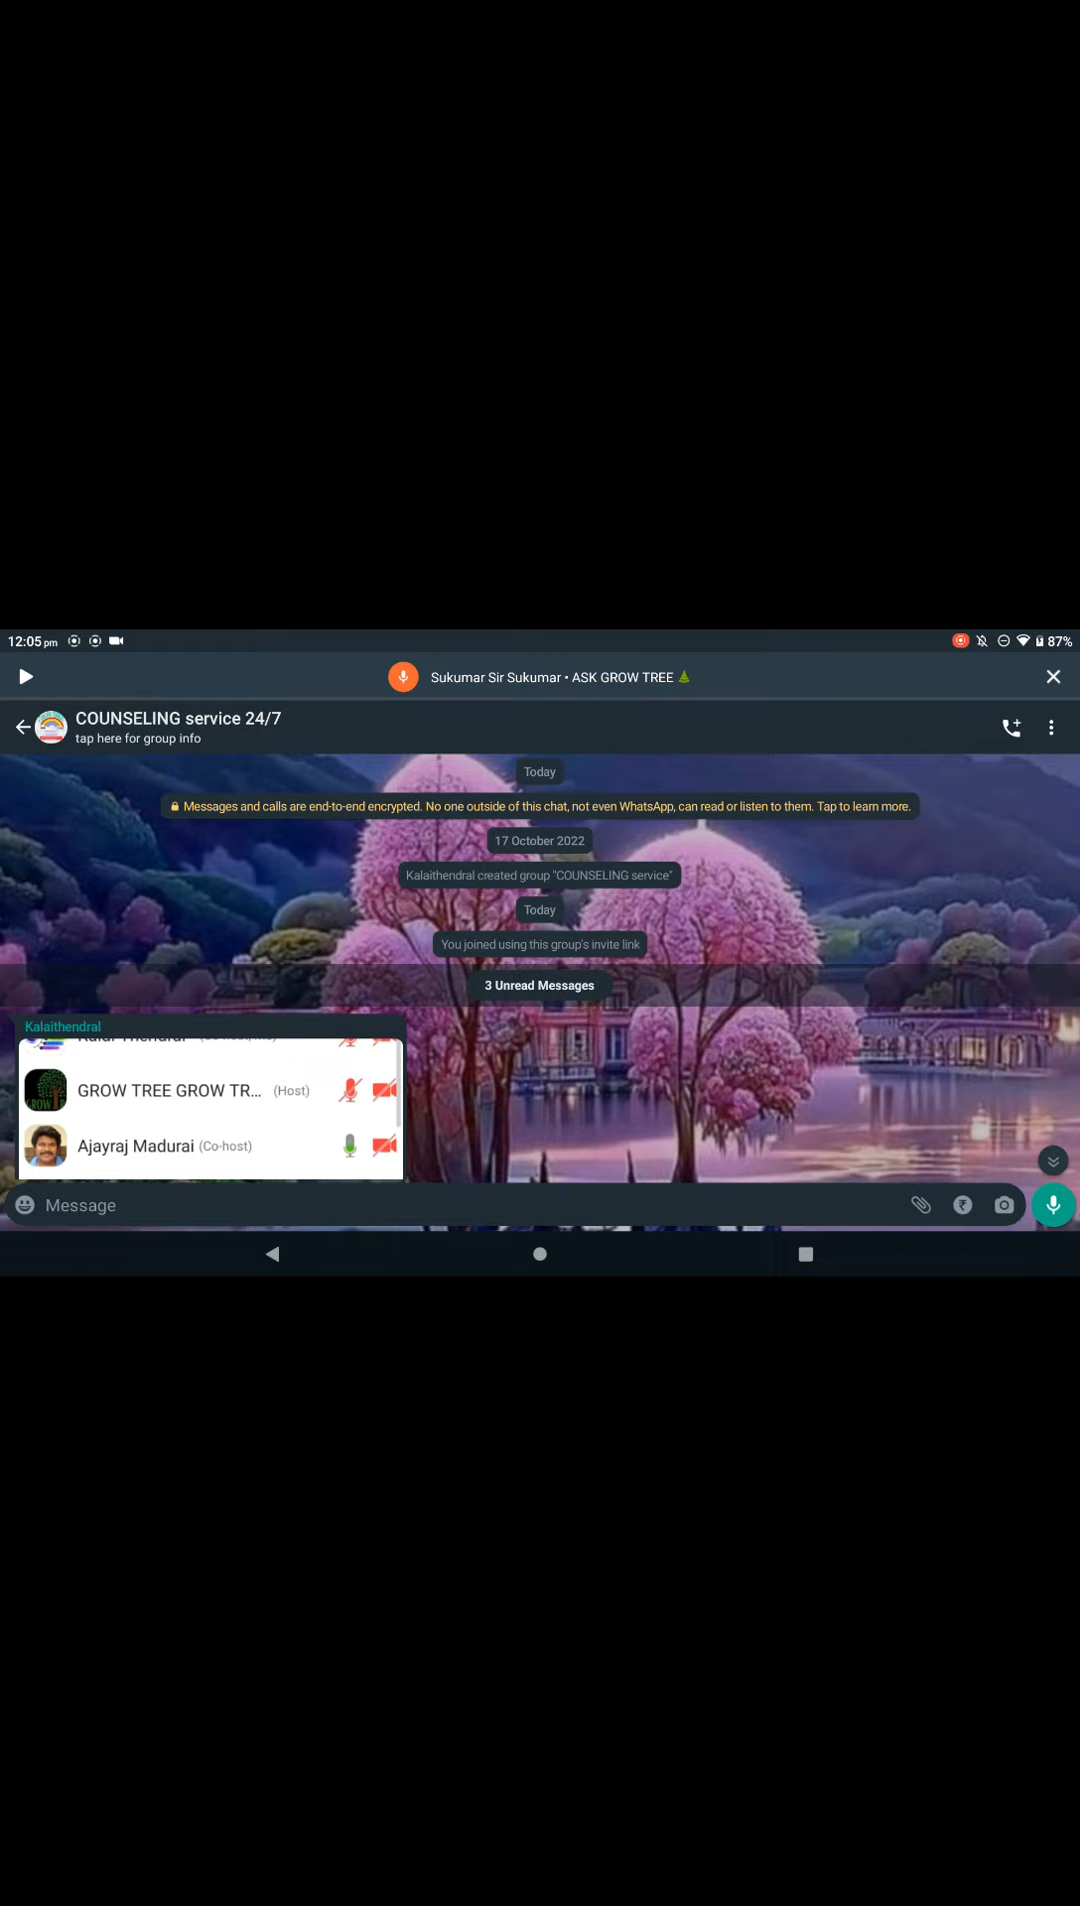 12:05 pm
87%
Sukumar Sir Sukumar • ASK GROW TREE 🎄
COUNSELING service 24/7
tap here for group info
Today
Messages and calls are end-to-end encrypted. No one outside of this chat, not even WhatsApp, can read or listen to them. Tap to learn more.
17 October 2022
Kalaithendral created group "COUNSELING service"
Today
You joined using this group's invite link
3 Unread Messages
Kalaithendral
GROW TREE GROW TR... (Host)
Ajayraj Madurai (Co-host)
Message